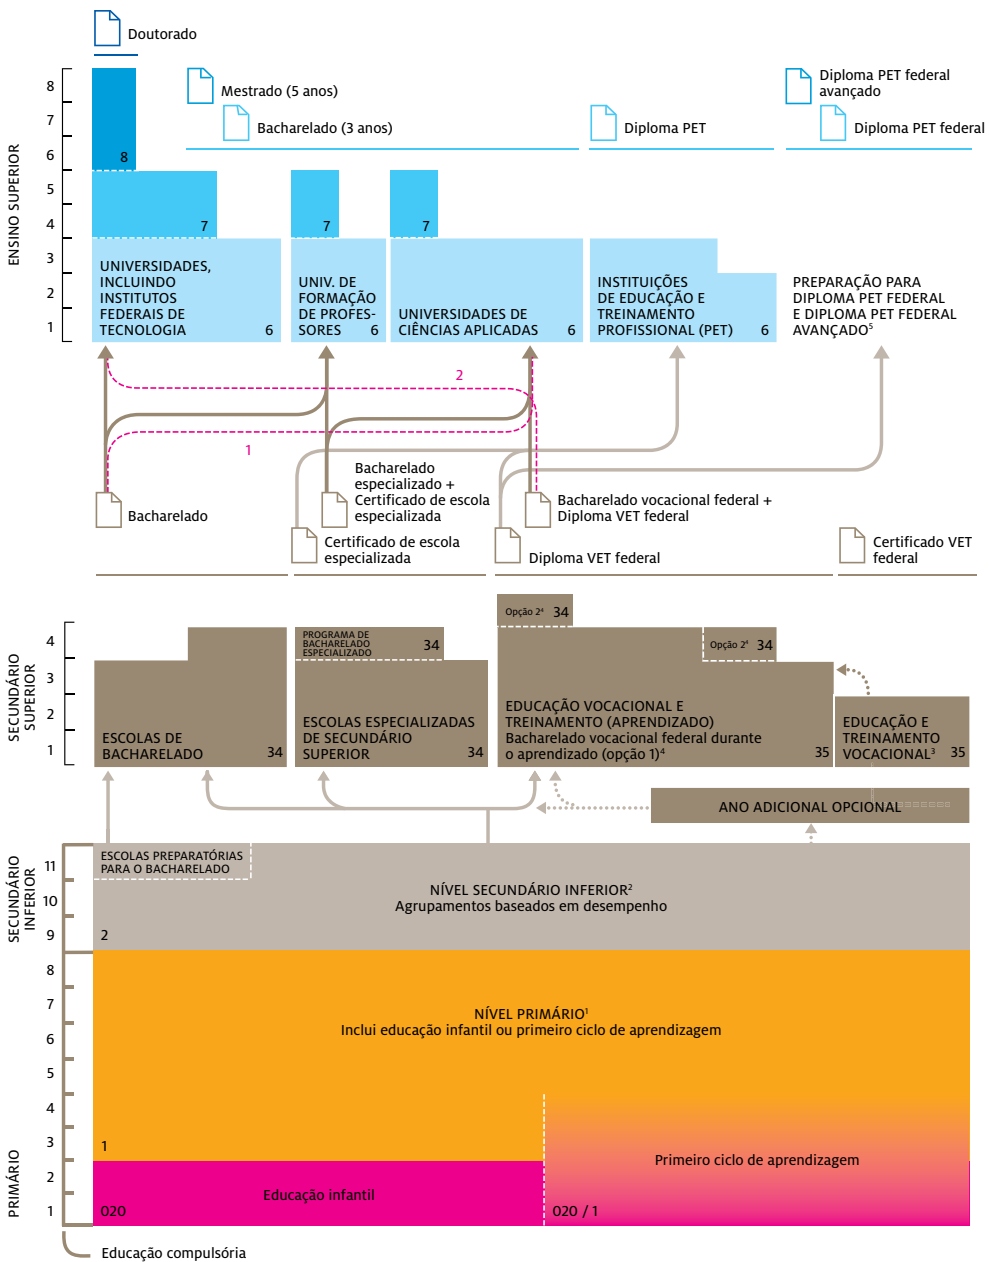 Doutorado
Mestrado (5 anos)
Bacharelado (3 anos)
Diploma PET
Diploma PET federal
avançado
Diploma PET federal
ENSINO SUPERIOR
8
7
6
5
4
3
2
1
8
7
7
7
UNIVERSIDADES,
INCLUINDO
INSTITUTOS
FEDERAIS DE
TECNOLOGIA
6
UNIV. DE
FORMAÇÃO
DE PROFES-
SORES
6
UNIVERSIDADES DE
CIÊNCIAS APLICADAS
6
INSTITUIÇÕES
DE EDUCAÇÃO E
TREINAMENTO
PROFISSIONAL (PET)
6
PREPARAÇÃO PARA
DIPLOMA PET FEDERAL
E DIPLOMA PET FEDERAL
AVANÇADO⁵
2
1
Bacharelado
Bacharelado
especializado +
Certificado de escola
especializada
Certificado de escola
especializada
Bacharelado vocacional federal +
Diploma VET federal
Diploma VET federal
Certificado VET
federal
SECUNDÁRIO
SUPERIOR
4
3
2
1
ESCOLAS DE
BACHARELADO
34
PROGRAMA DE
BACHARELADO
ESPECIALIZADO
34
ESCOLAS ESPECIALIZADAS
DE SECUNDÁRIO
SUPERIOR
34
Opção 2⁴ 34
Opção 2⁴ 34
EDUCAÇÃO VOCACIONAL E
TREINAMENTO (APRENDIZADO)
Bacharelado vocacional federal durante
o aprendizado (opção 1)⁴
35
EDUCAÇÃO E
TREINAMENTO
VOCACIONAL³
35
ANO ADICIONAL OPCIONAL
SECUNDÁRIO
INFERIOR
11
10
9
ESCOLAS PREPARATÓRIAS
PARA O BACHARELADO
NÍVEL SECUNDÁRIO INFERIOR²
Agrupamentos baseados em desempenho
2
PRIMÁRIO
8
7
6
5
4
3
2
1
NÍVEL PRIMÁRIO¹
Inclui educação infantil ou primeiro ciclo de aprendizagem
1
Primeiro ciclo de aprendizagem
Educação infantil
020
020 / 1
Educação compulsória